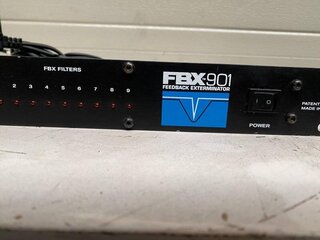 FBX FILTERS
2 3 4 5 6 7 8 9
FBX-901
FEEDBACK EXTERMINATOR
POWER
PATENT
MADE IN